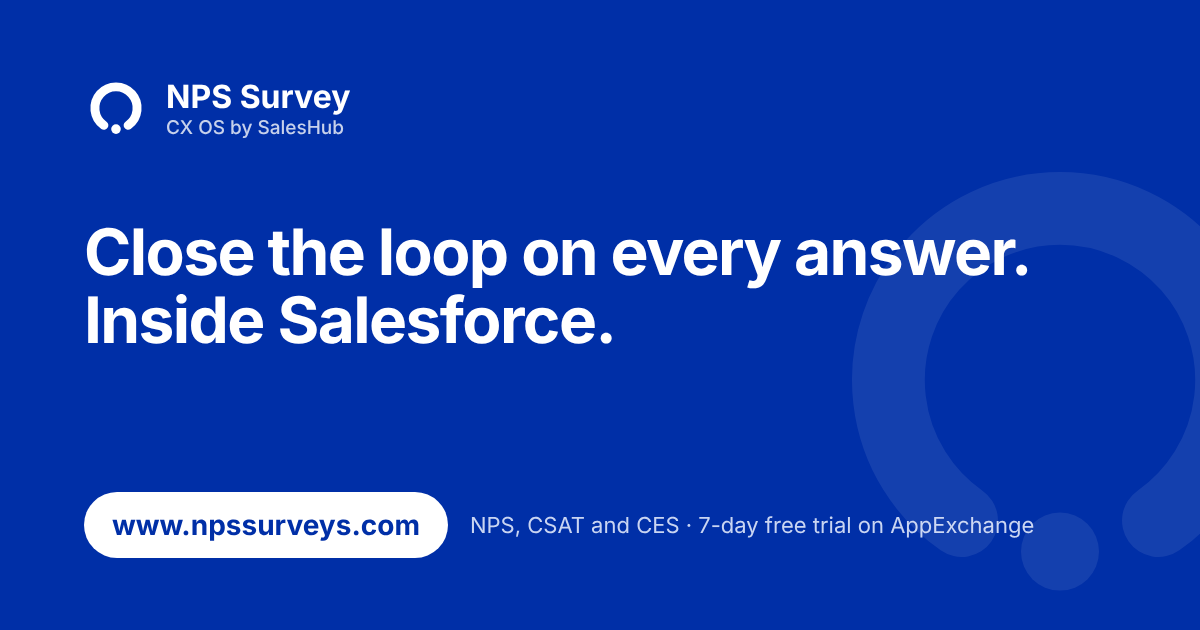 NPS Survey
CX OS by SalesHub
Close the loop on every answer.
Inside Salesforce.
www.npssurveys.com
NPS, CSAT and CES · 7-day free trial on AppExchange